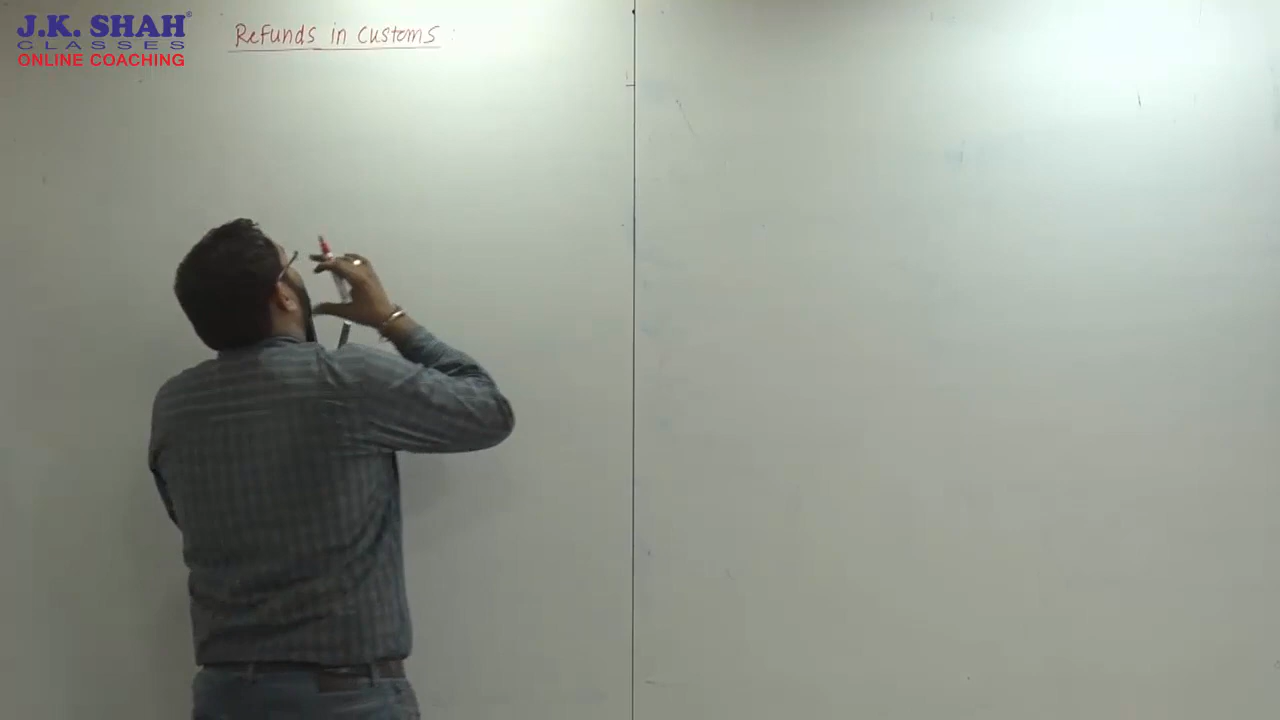 J.K. SHAH®
CLASSES
ONLINE COACHING
Refunds in Customs :